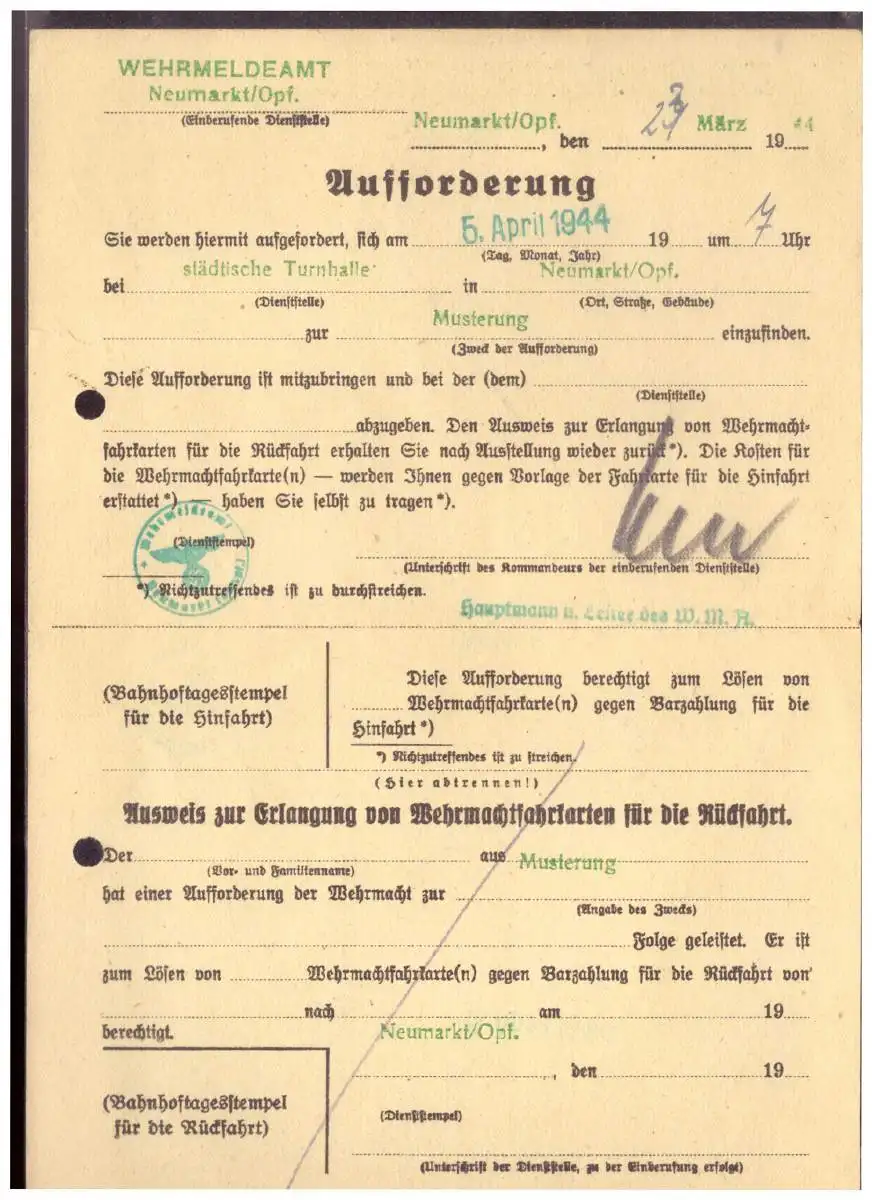 WEHRMELDEAMT
Neumarkt/Opf.
(Einberufende Dienststelle)
Neumarkt/Opf., den 23 März 1944
Aufforderung
Sie werden hiermit aufgefordert, sich am 5. April 1944 19 um 7 Uhr
(Tag, Monat, Jahr)
bei städtische Turnhalle in Neumarkt/Opf.
(Dienststelle) (Ort, Straße, Gebäude)
zur Musterung einzufinden.
(Zweck der Aufforderung)
Diese Aufforderung ist mitzubringen und bei der (dem)
(Dienststelle)
abzugeben. Den Ausweis zur Erlangung von Wehrmacht-
fahrkarten für die Rückfahrt erhalten Sie nach Ausstellung wieder zurück*). Die Kosten für
die Wehrmachtfahrkarte(n) — werden Ihnen gegen Vorlage der Fahrkarte für die Hinfahrt
erstattet*) — haben Sie selbst zu tragen*).
Wehrmeldeamt
(Dienststempel)
(Unterschrift des Kommandeurs der einberufenden Dienststelle)
*) Nichtzutreffendes ist zu durchstreichen.
Hauptmann u. Leiter des W. M. A.
(Bahnhoftagesstempel
für die Hinfahrt)
Diese Aufforderung berechtigt zum Lösen von
Wehrmachtfahrkarte(n) gegen Barzahlung für die
Hinfahrt*)
*) Nichtzutreffendes ist zu streichen.
(Hier abtrennen!)
Ausweis zur Erlangung von Wehrmachtfahrkarten für die Rückfahrt.
Der aus Musterung
(Vor- und Familienname)
hat einer Aufforderung der Wehrmacht zur
(Angabe des Zwecks)
Folge geleistet. Er ist
zum Lösen von Wehrmachtfahrkarte(n) gegen Barzahlung für die Rückfahrt von
nach am 19
berechtigt.
Neumarkt/Opf.
, den 19
(Bahnhoftagesstempel
für die Rückfahrt)
(Dienststempel)
(Unterschrift der Dienststelle, zu der Einberufung erfolgt)